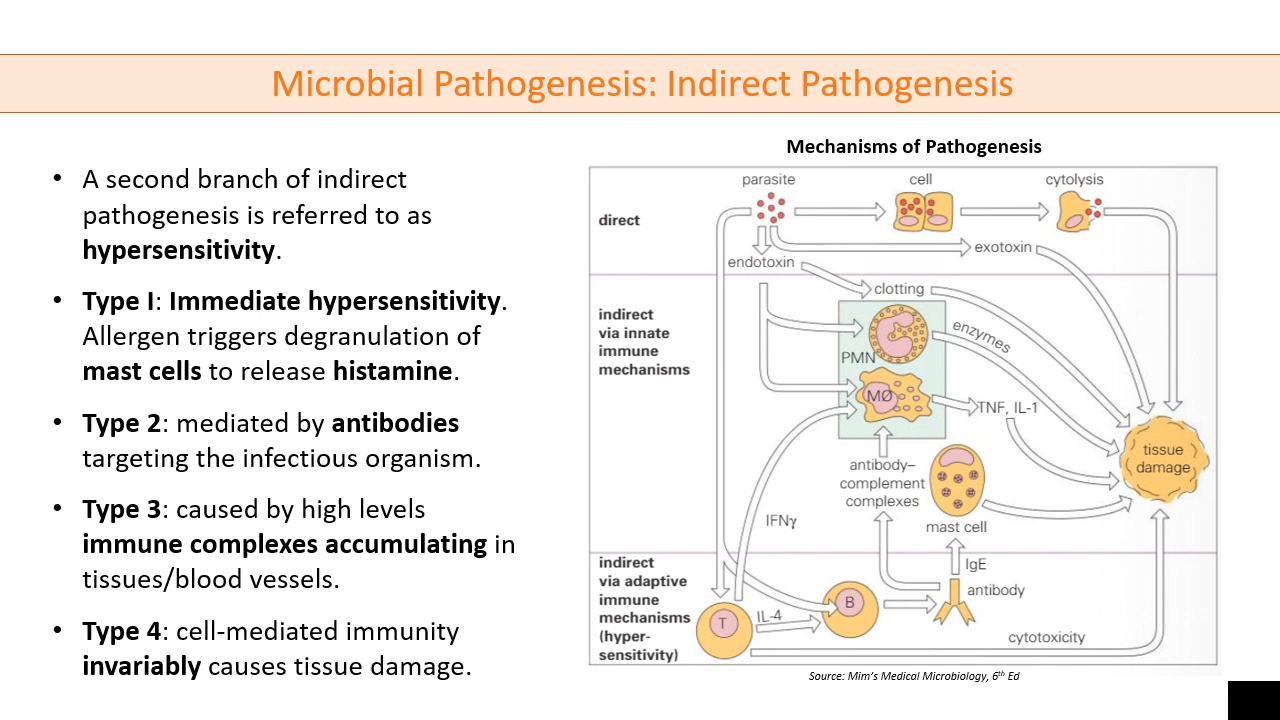 Microbial Pathogenesis: Indirect Pathogenesis
• A second branch of indirect
pathogenesis is referred to as
hypersensitivity.
• Type I: Immediate hypersensitivity.
Allergen triggers degranulation of
mast cells to release histamine.
• Type 2: mediated by antibodies
targeting the infectious organism.
• Type 3: caused by high levels
immune complexes accumulating in
tissues/blood vessels.
• Type 4: cell-mediated immunity
invariably causes tissue damage.
Mechanisms of Pathogenesis
parasite
cell
cytolysis
direct
exotoxin
endotoxin
clotting
indirect
via innate
immune
mechanisms
enzymes
PMN
MØ
TNF, IL-1
tissue
damage
antibody–
complement
complexes
mast cell
IFNγ
indirect
via adaptive
immune
mechanisms
(hyper-
sensitivity)
IgE
antibody
T
IL-4
B
cytotoxicity
Source: Mim's Medical Microbiology, 6th Ed